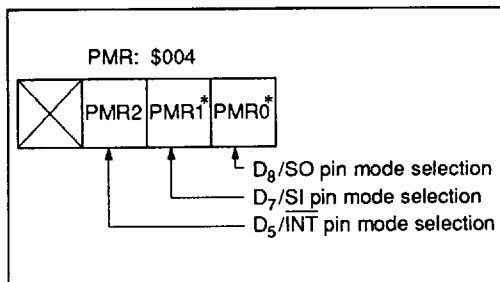 PMR: $004
PMR2 PMR1* PMR0*
D₈/SO pin mode selection
D₇/SI pin mode selection
D₅/I̅N̅T̅ pin mode selection